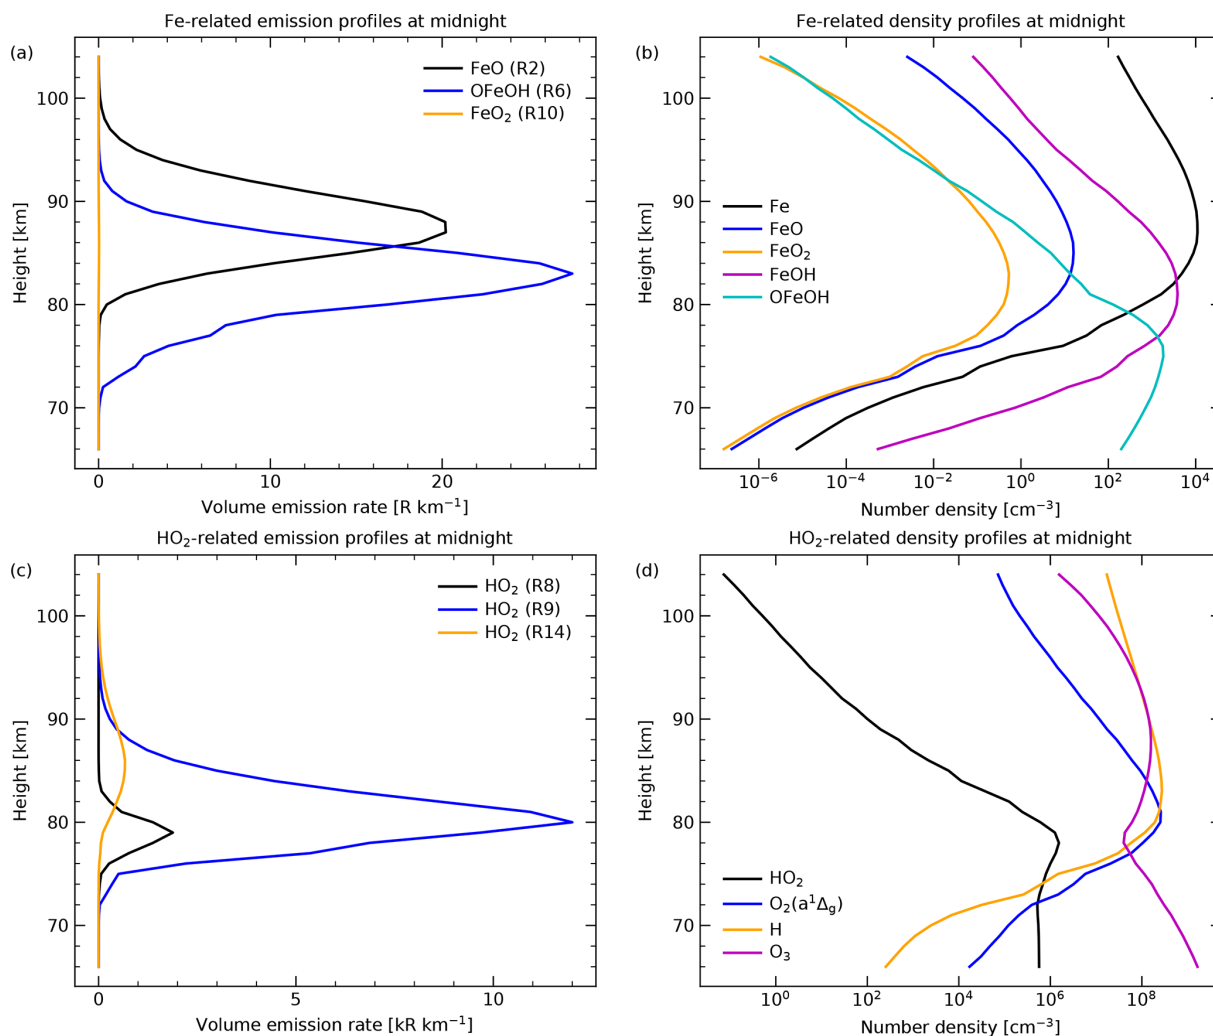 Fe-related emission profiles at midnight
(a)
FeO (R2)
OFeOH (R6)
FeO₂ (R10)
Height [km]
100
90
80
70
0
10
20
Volume emission rate [R km⁻¹]
Fe-related density profiles at midnight
(b)
Fe
FeO
FeO₂
FeOH
OFeOH
Height [km]
100
90
80
70
10⁻⁶
10⁻⁴
10⁻²
10⁰
10²
10⁴
Number density [cm⁻³]
HO₂-related emission profiles at midnight
(c)
HO₂ (R8)
HO₂ (R9)
HO₂ (R14)
Height [km]
100
90
80
70
0
5
10
Volume emission rate [kR km⁻¹]
HO₂-related density profiles at midnight
(d)
HO₂
O₂(a¹Δg)
H
O₃
Height [km]
100
90
80
70
10⁰
10²
10⁴
10⁶
10⁸
Number density [cm⁻³]